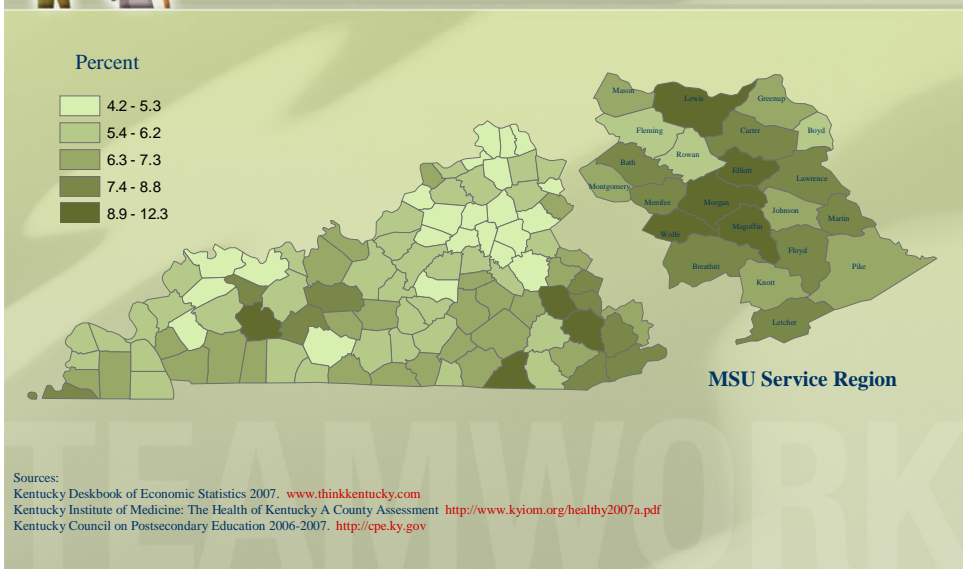 Percent
4.2 - 5.3
5.4 - 6.2
6.3 - 7.3
7.4 - 8.8
8.9 - 12.3
Mason
Lewis
Greenup
Fleming
Carter
Boyd
Rowan
Bath
Elliott
Lawrence
Montgomery
Menifee
Morgan
Johnson
Martin
Wolfe
Magoffin
Floyd
Breathitt
Pike
Knott
Letcher
MSU Service Region
TEAMWORK
Sources:
Kentucky Deskbook of Economic Statistics 2007. www.thinkkentucky.com
Kentucky Institute of Medicine: The Health of Kentucky A County Assessment http://www.kyiom.org/healthy2007a.pdf
Kentucky Council on Postsecondary Education 2006-2007. http://cpe.ky.gov